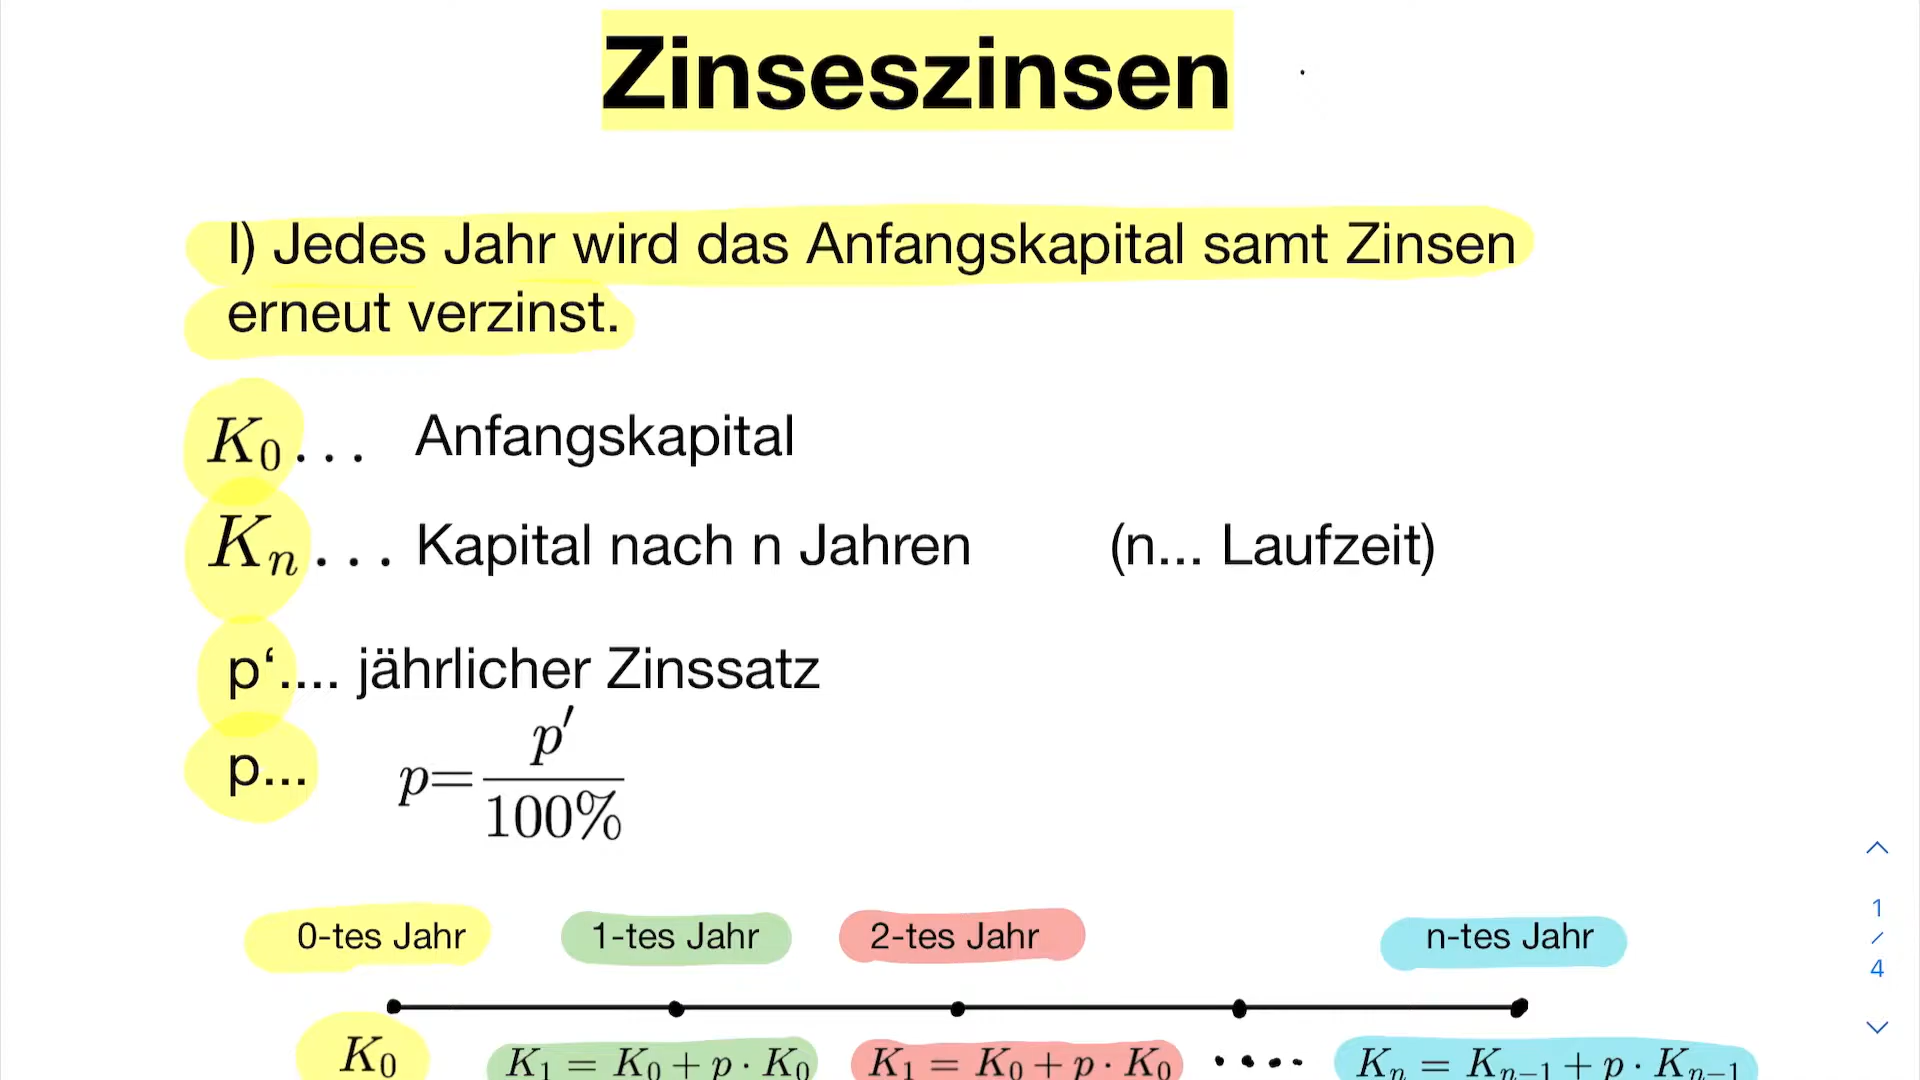 Zinseszinsen
I) Jedes Jahr wird das Anfangskapital samt Zinsen
erneut verzinst.
K₀... Anfangskapital
Kₙ... Kapital nach n Jahren (n... Laufzeit)
p‘.... jährlicher Zinssatz
p... p=p′/100%
0-tes Jahr 1-tes Jahr 2-tes Jahr n-tes Jahr
K₀ K₁ = K₀ + p · K₀ K₁ = K₀ + p · K₀ .... Kₙ = Kₙ₋₁ + p · Kₙ₋₁
1
/
4